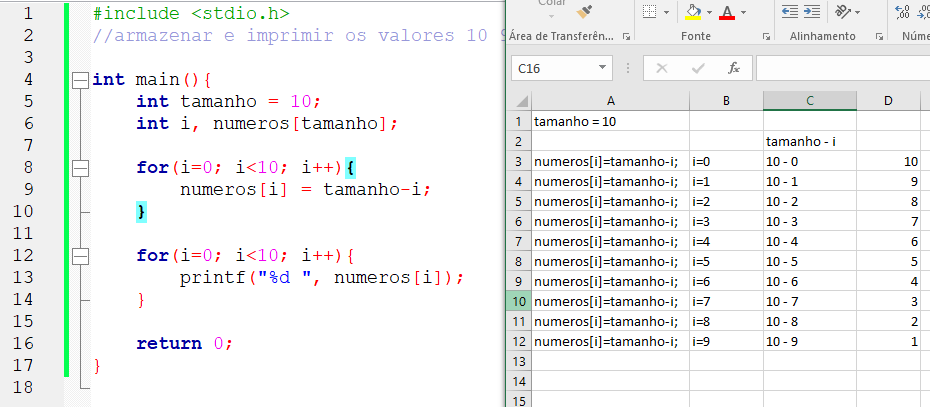 1 #include <stdio.h>
2 //armazenar e imprimir os valores 10 9
3
4 int main(){
5     int tamanho = 10;
6     int i, numeros[tamanho];
7
8     for(i=0; i<10; i++){
9         numeros[i] = tamanho-i;
10     }
11
12     for(i=0; i<10; i++){
13         printf("%d ", numeros[i]);
14     }
15
16     return 0;
17 }
18
Colar
Área de Transferên... Fonte Alinhamento Núme
C16 fx
A B C D
1 tamanho = 10
2 tamanho - i
3 numeros[i]=tamanho-i; i=0 10 - 0 10
4 numeros[i]=tamanho-i; i=1 10 - 1 9
5 numeros[i]=tamanho-i; i=2 10 - 2 8
6 numeros[i]=tamanho-i; i=3 10 - 3 7
7 numeros[i]=tamanho-i; i=4 10 - 4 6
8 numeros[i]=tamanho-i; i=5 10 - 5 5
9 numeros[i]=tamanho-i; i=6 10 - 6 4
10 numeros[i]=tamanho-i; i=7 10 - 7 3
11 numeros[i]=tamanho-i; i=8 10 - 8 2
12 numeros[i]=tamanho-i; i=9 10 - 9 1
13
14
15